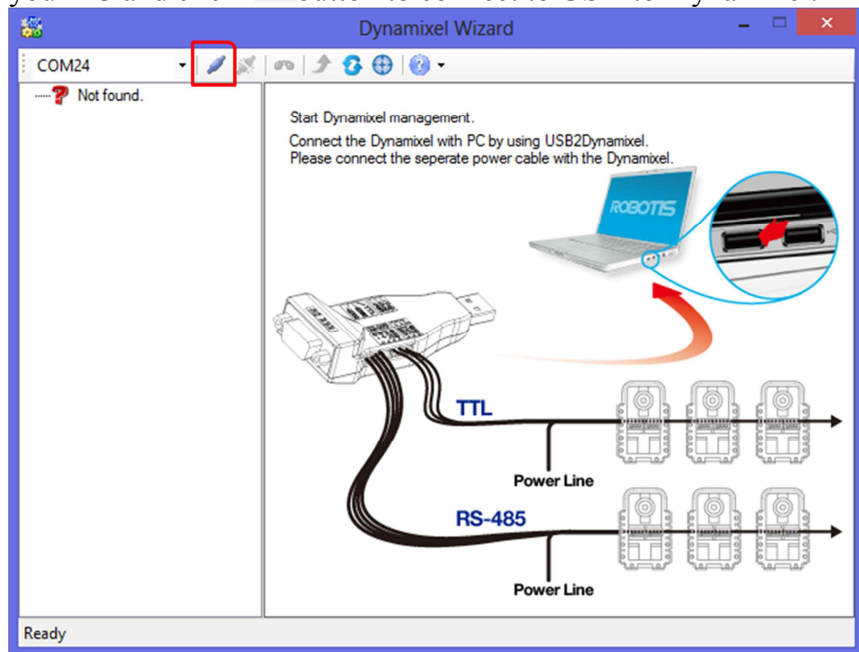 Dynamixel Wizard
COM24
Not found.
Start Dynamixel management.
Connect the Dynamixel with PC by using USB2Dynamixel.
Please connect the seperate power cable with the Dynamixel.
ROBOTIS
TTL
Power Line
RS-485
Power Line
Ready